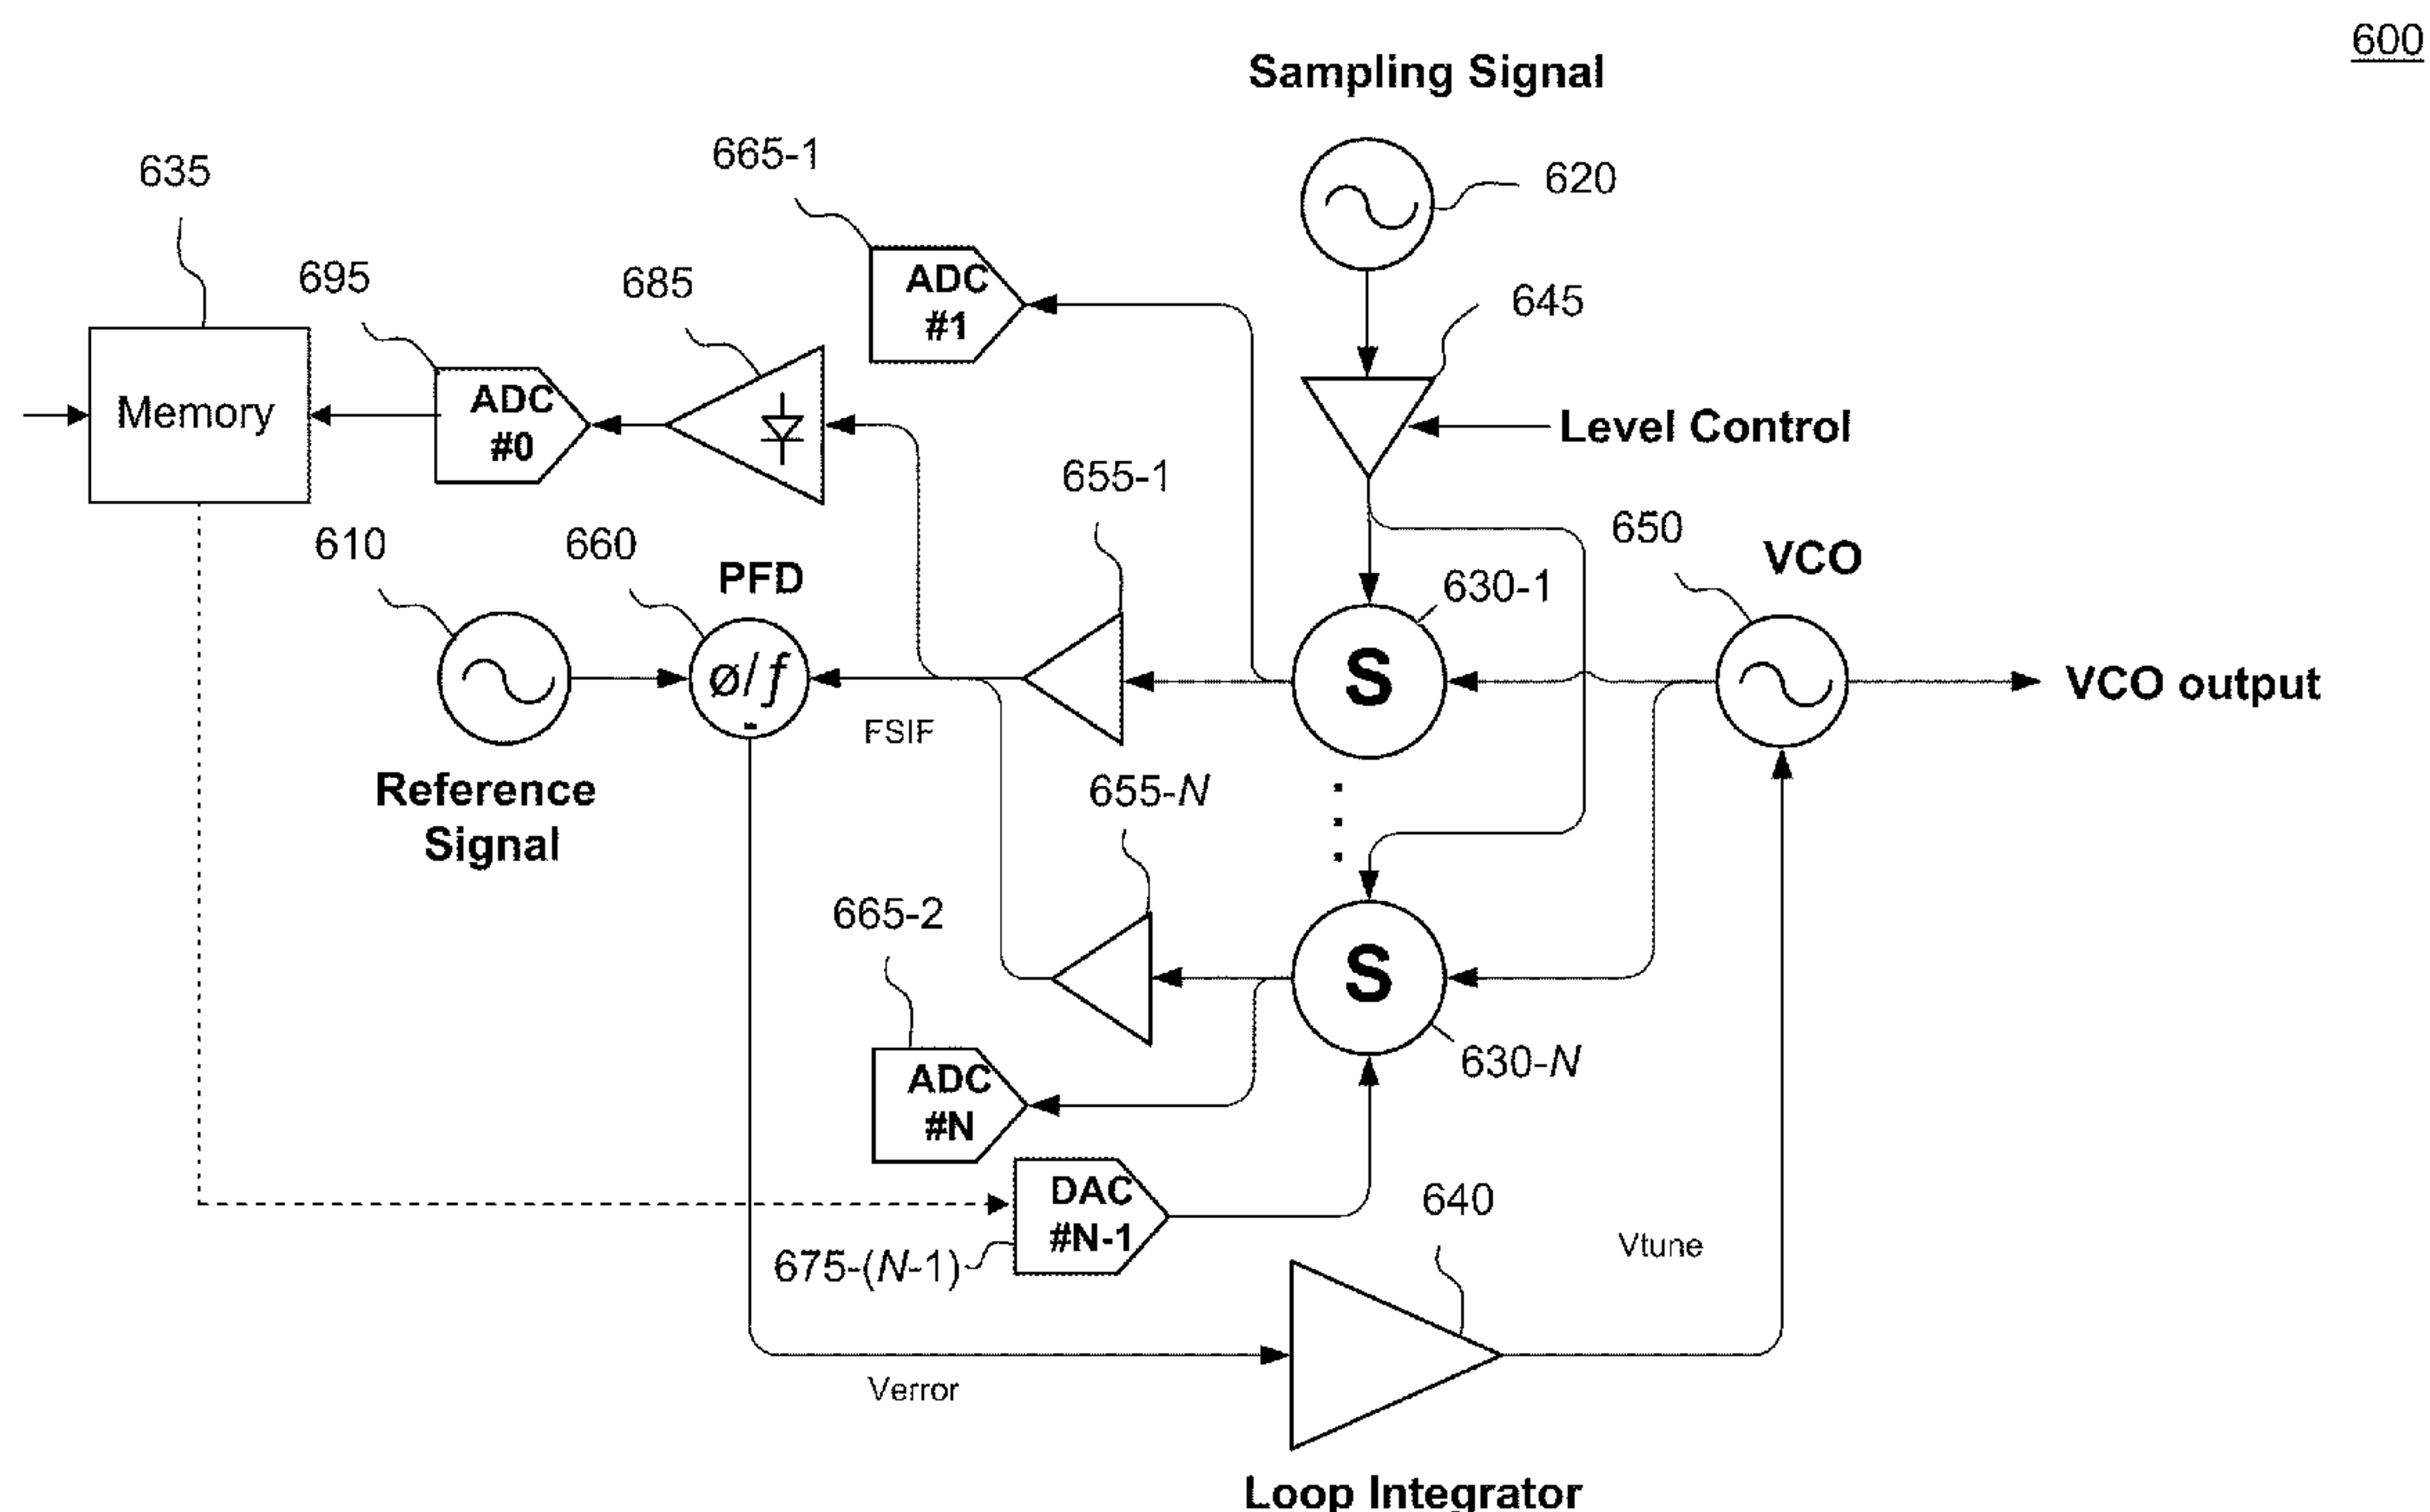 600
Sampling Signal
665-1
635
620
695
685
ADC
#1
645
ADC
#0
Memory
Level Control
655-1
610
660
650
PFD
VCO
630-1
ø/f
-
S
VCO output
FSIF
Reference
Signal
655-N
665-2
S
630-N
ADC
#N
DAC
#N-1
640
675-(N-1)
Vtune
Verror
Loop Integrator